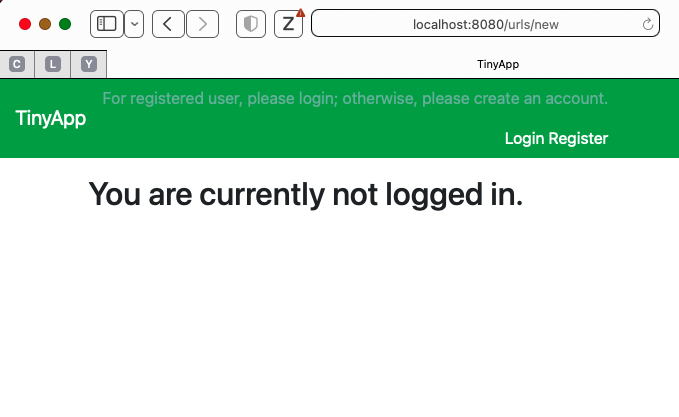 Z localhost:8080/urls/new
C L Y TinyApp
For registered user, please login; otherwise, please create an account.
TinyApp
Login Register
You are currently not logged in.